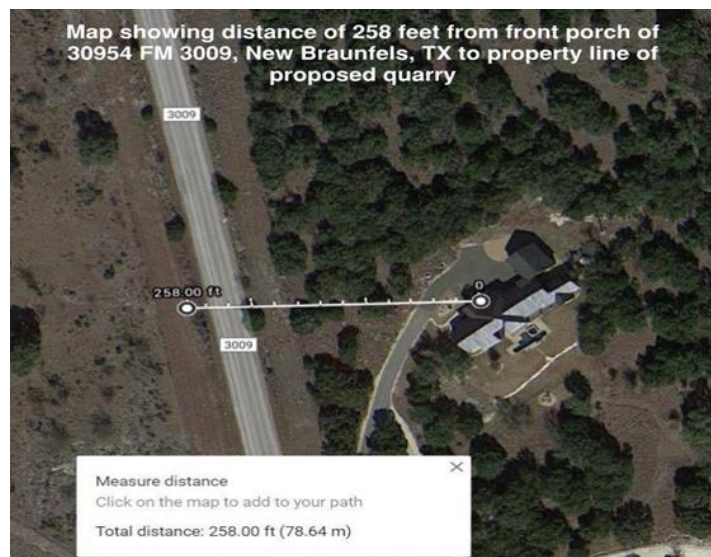 Map showing distance of 258 feet from front porch of
30954 FM 3009, New Braunfels, TX to property line of
proposed quarry
3009
258.00 ft
0
3009
Measure distance
Click on the map to add to your path
Total distance: 258.00 ft (78.64 m)